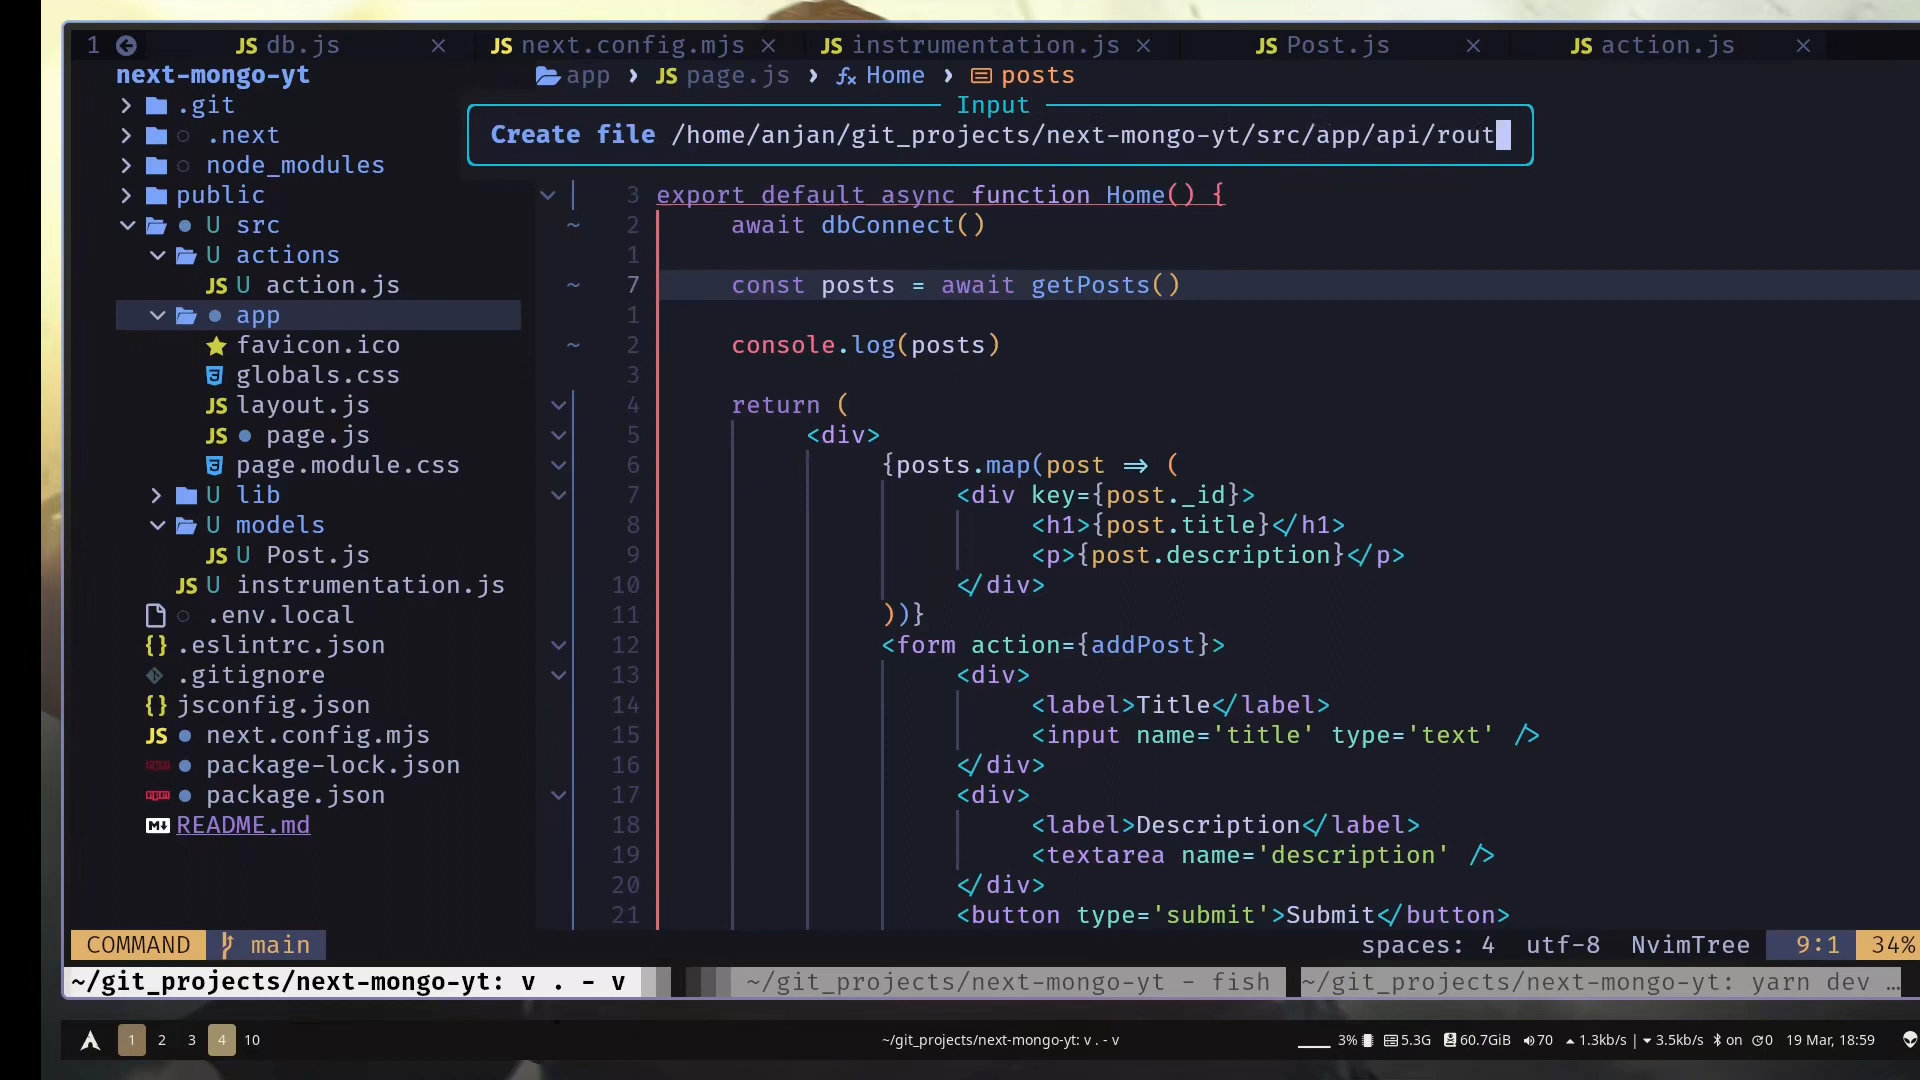 1 JS db.js JS next.config.mjs JS instrumentation.js JS Post.js JS action.js
next-mongo-yt
app › JS page.js › fx Home › posts
Input
Create file /home/anjan/git_projects/next-mongo-yt/src/app/api/rout
.git
.next
node_modules
public
U src
U actions
JS U action.js
app
favicon.ico
globals.css
JS layout.js
JS page.js
page.module.css
U lib
U models
JS U Post.js
JS U instrumentation.js
.env.local
{} .eslintrc.json
.gitignore
{} jsconfig.json
JS next.config.mjs
package-lock.json
package.json
M↓ README.md
3 export default async function Home() {
~ 2 await dbConnect()
1
~ 7 const posts = await getPosts()
1
~ 2 console.log(posts)
3
4 return (
5 <div>
6 {posts.map(post => (
7 <div key={post._id}>
8 <h1>{post.title}</h1>
9 <p>{post.description}</p>
10 </div>
11 ))}
12 <form action={addPost}>
13 <div>
14 <label>Title</label>
15 <input name='title' type='text' />
16 </div>
17 <div>
18 <label>Description</label>
19 <textarea name='description' />
20 </div>
21 <button type='submit'>Submit</button>
COMMAND main spaces: 4 utf-8 NvimTree 9:1 34%
~/git_projects/next-mongo-yt: v . - v ~/git_projects/next-mongo-yt - fish ~/git_projects/next-mongo-yt: yarn dev …
1 2 3 4 10 ~/git_projects/next-mongo-yt: v . - v 3% 5.3G 60.7GiB 70 1.3kb/s | 3.5kb/s on 0 19 Mar, 18:59